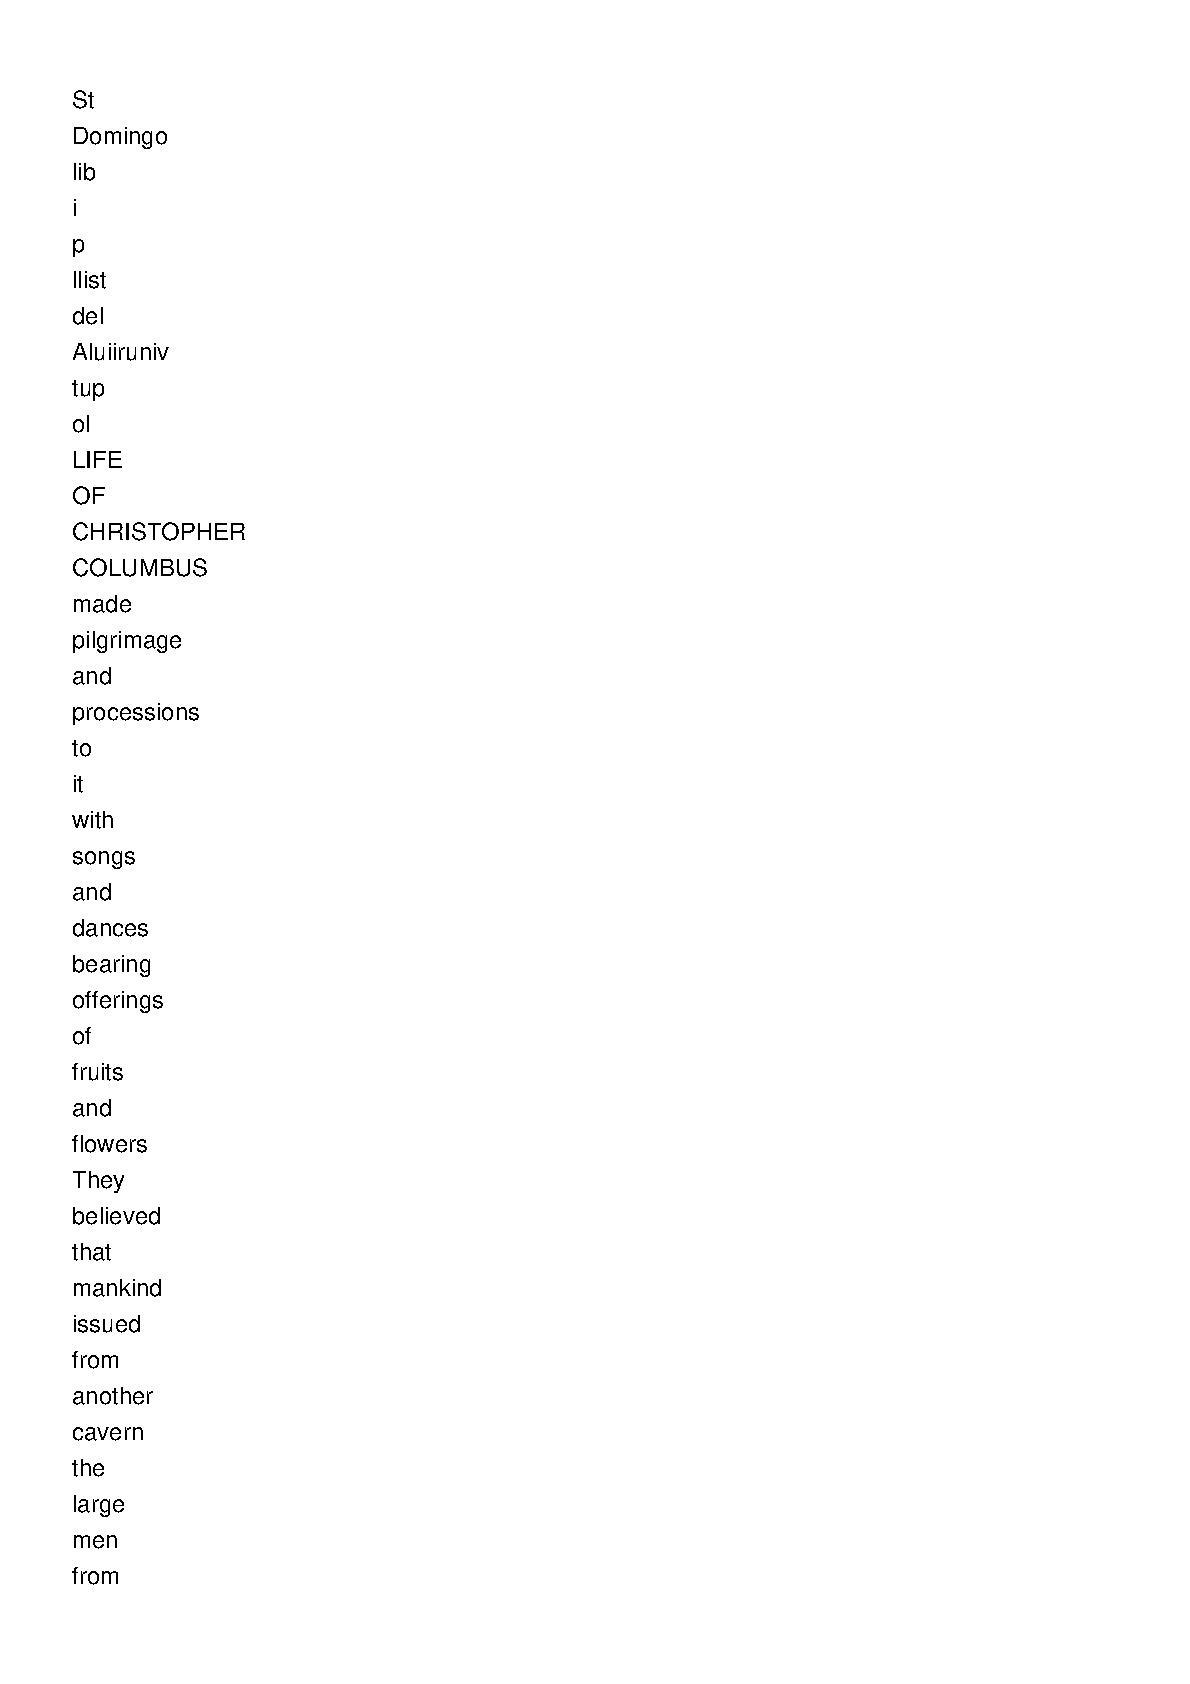 St
Domingo
lib
i
p
llist
del
Aluiiruniv
tup
ol
LIFE
OF
CHRISTOPHER
COLUMBUS
made
pilgrimage
and
processions
to
it
with
songs
and
dances
bearing
offerings
of
fruits
and
flowers
They
believed
that
mankind
issued
from
another
cavern
the
large
men
from